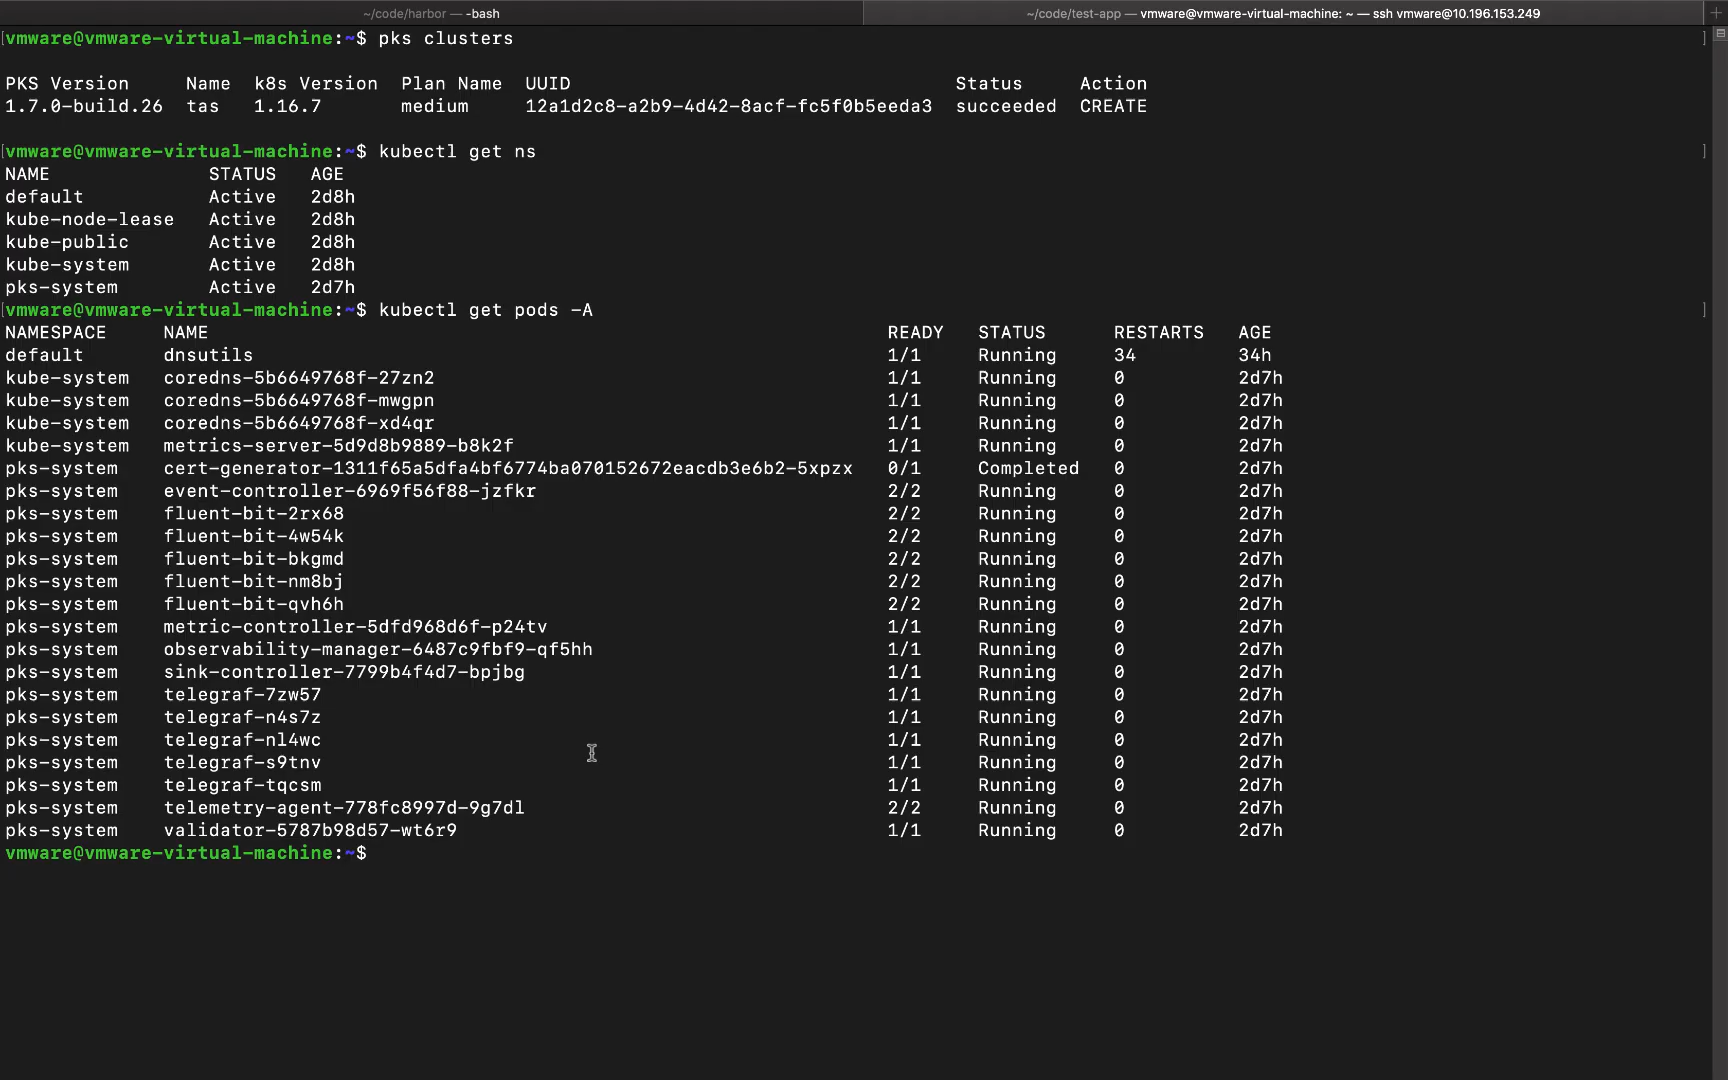 ~/code/harbor — -bash
~/code/test-app — vmware@vmware-virtual-machine: ~ — ssh vmware@10.196.153.249
[vmware@vmware-virtual-machine:~$ pks clusters ]
PKS Version Name k8s Version Plan Name UUID Status Action
1.7.0-build.26 tas 1.16.7 medium 12a1d2c8-a2b9-4d42-8acf-fc5f0b5eeda3 succeeded CREATE
[vmware@vmware-virtual-machine:~$ kubectl get ns ]
NAME STATUS AGE
default Active 2d8h
kube-node-lease Active 2d8h
kube-public Active 2d8h
kube-system Active 2d8h
pks-system Active 2d7h
[vmware@vmware-virtual-machine:~$ kubectl get pods -A ]
NAMESPACE NAME READY STATUS RESTARTS AGE
default dnsutils 1/1 Running 34 34h
kube-system coredns-5b6649768f-27zn2 1/1 Running 0 2d7h
kube-system coredns-5b6649768f-mwgpn 1/1 Running 0 2d7h
kube-system coredns-5b6649768f-xd4qr 1/1 Running 0 2d7h
kube-system metrics-server-5d9d8b9889-b8k2f 1/1 Running 0 2d7h
pks-system cert-generator-1311f65a5dfa4bf6774ba070152672eacdb3e6b2-5xpzx 0/1 Completed 0 2d7h
pks-system event-controller-6969f56f88-jzfkr 2/2 Running 0 2d7h
pks-system fluent-bit-2rx68 2/2 Running 0 2d7h
pks-system fluent-bit-4w54k 2/2 Running 0 2d7h
pks-system fluent-bit-bkgmd 2/2 Running 0 2d7h
pks-system fluent-bit-nm8bj 2/2 Running 0 2d7h
pks-system fluent-bit-qvh6h 2/2 Running 0 2d7h
pks-system metric-controller-5dfd968d6f-p24tv 1/1 Running 0 2d7h
pks-system observability-manager-6487c9fbf9-qf5hh 1/1 Running 0 2d7h
pks-system sink-controller-7799b4f4d7-bpjbg 1/1 Running 0 2d7h
pks-system telegraf-7zw57 1/1 Running 0 2d7h
pks-system telegraf-n4s7z 1/1 Running 0 2d7h
pks-system telegraf-nl4wc 1/1 Running 0 2d7h
pks-system telegraf-s9tnv 1/1 Running 0 2d7h
pks-system telegraf-tqcsm 1/1 Running 0 2d7h
pks-system telemetry-agent-778fc8997d-9g7dl 2/2 Running 0 2d7h
pks-system validator-5787b98d57-wt6r9 1/1 Running 0 2d7h
vmware@vmware-virtual-machine:~$